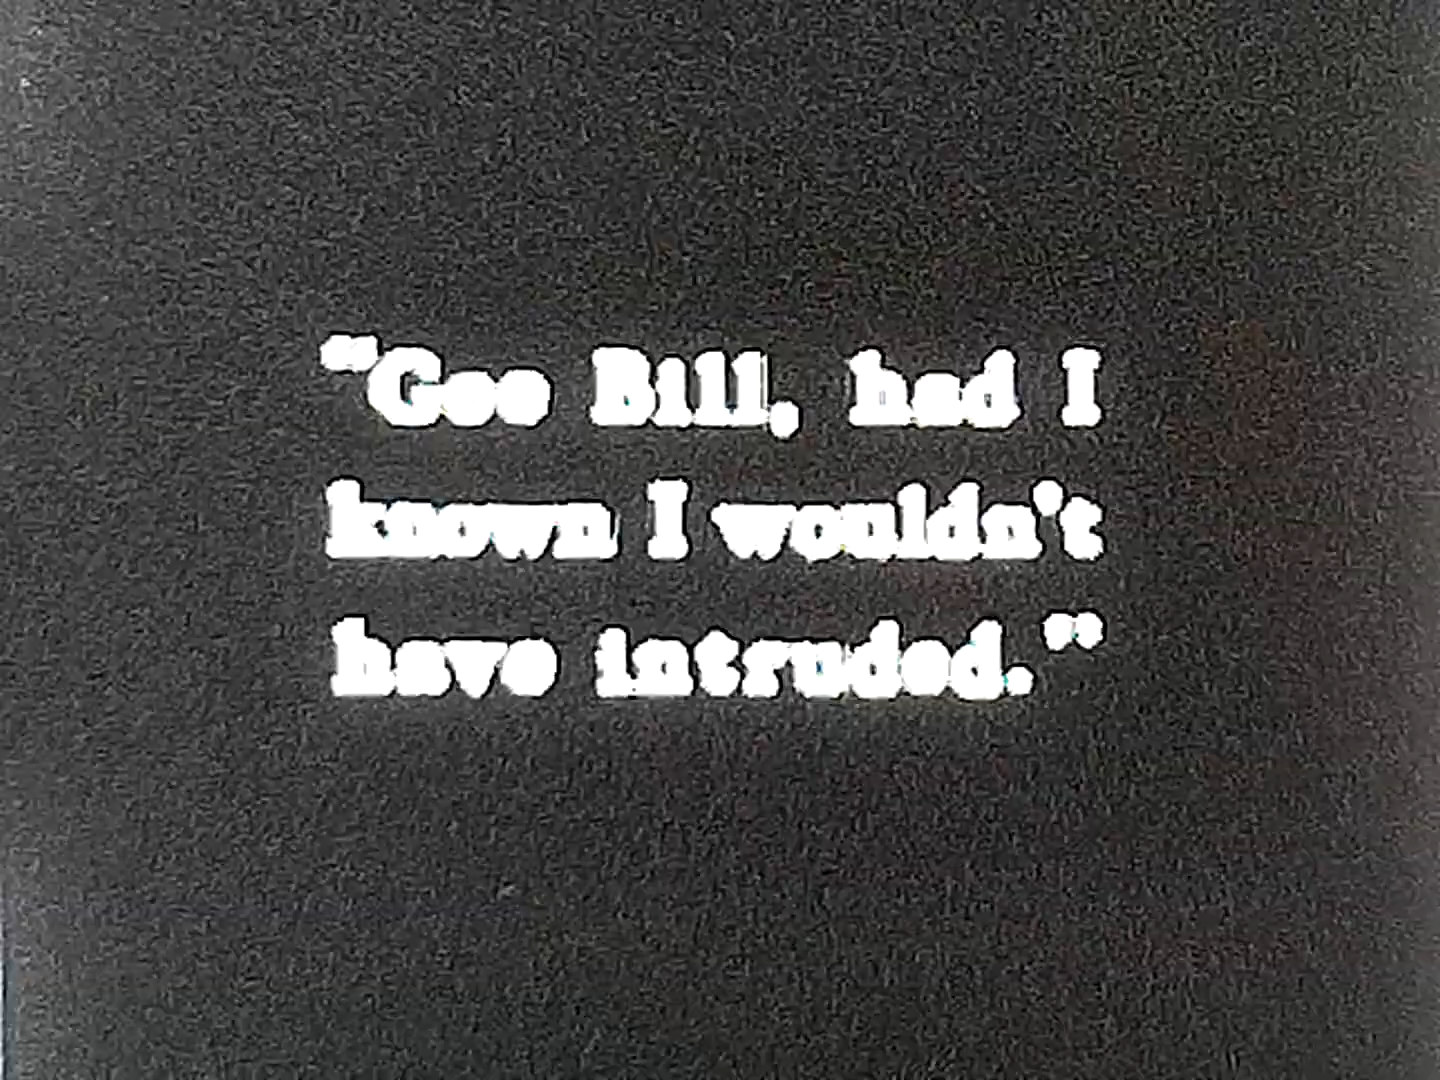 “Gee Bill, had I
known I wouldn't
have intruded.”